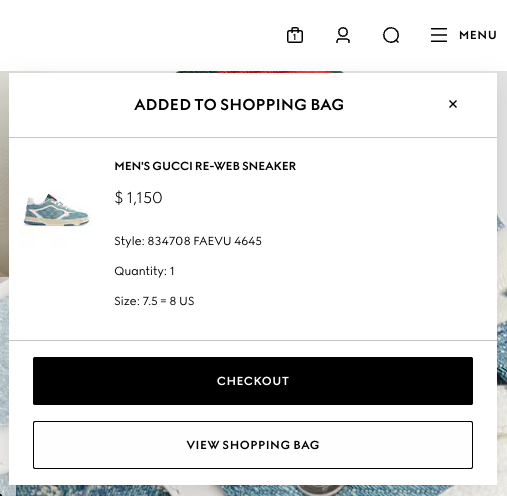 1
MENU
ADDED TO SHOPPING BAG
MEN'S GUCCI RE-WEB SNEAKER
$ 1,150
Style: 834708 FAEVU 4645
Quantity: 1
Size: 7.5 = 8 US
CHECKOUT
VIEW SHOPPING BAG